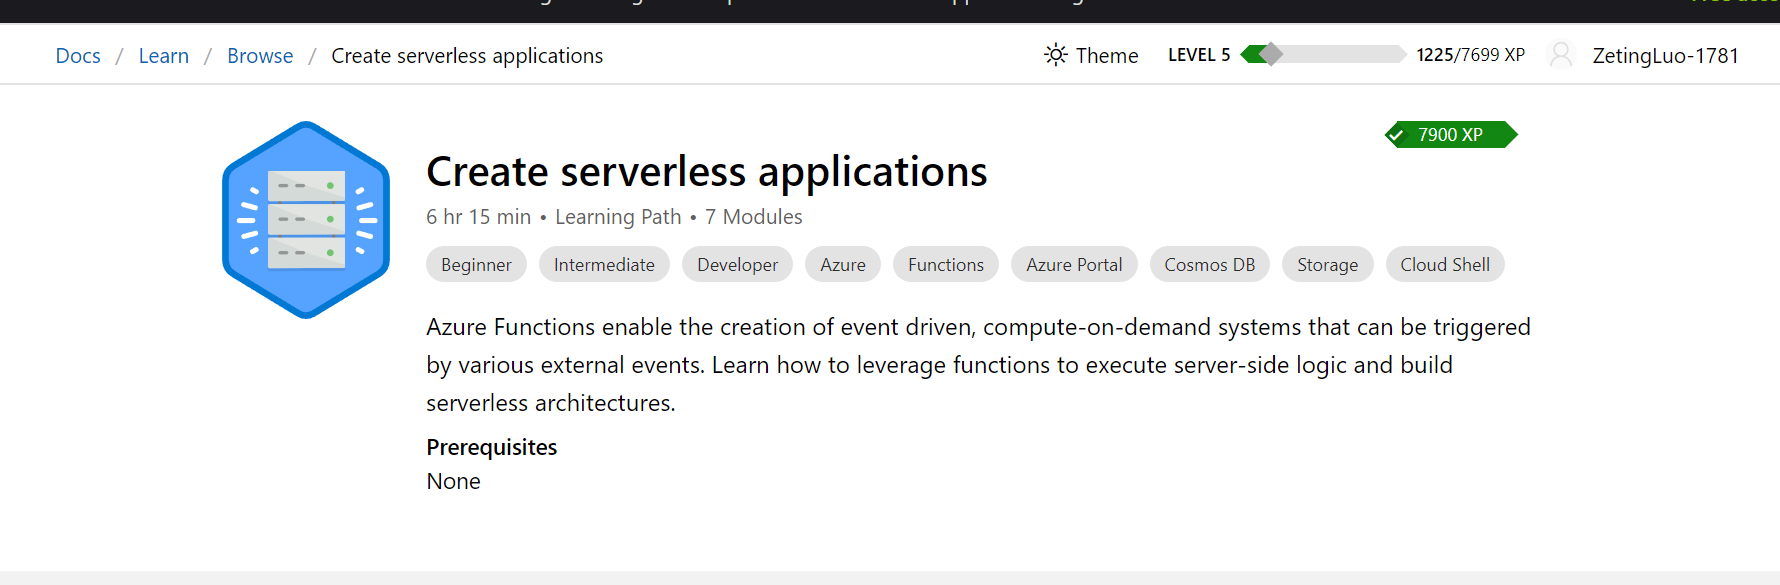 Docs / Learn / Browse / Create serverless applications
Theme LEVEL 5 1225/7699 XP ZetingLuo-1781
7900 XP
Create serverless applications
6 hr 15 min • Learning Path • 7 Modules
Beginner Intermediate Developer Azure Functions Azure Portal Cosmos DB Storage Cloud Shell
Azure Functions enable the creation of event driven, compute-on-demand systems that can be triggered
by various external events. Learn how to leverage functions to execute server-side logic and build
serverless architectures.
Prerequisites
None